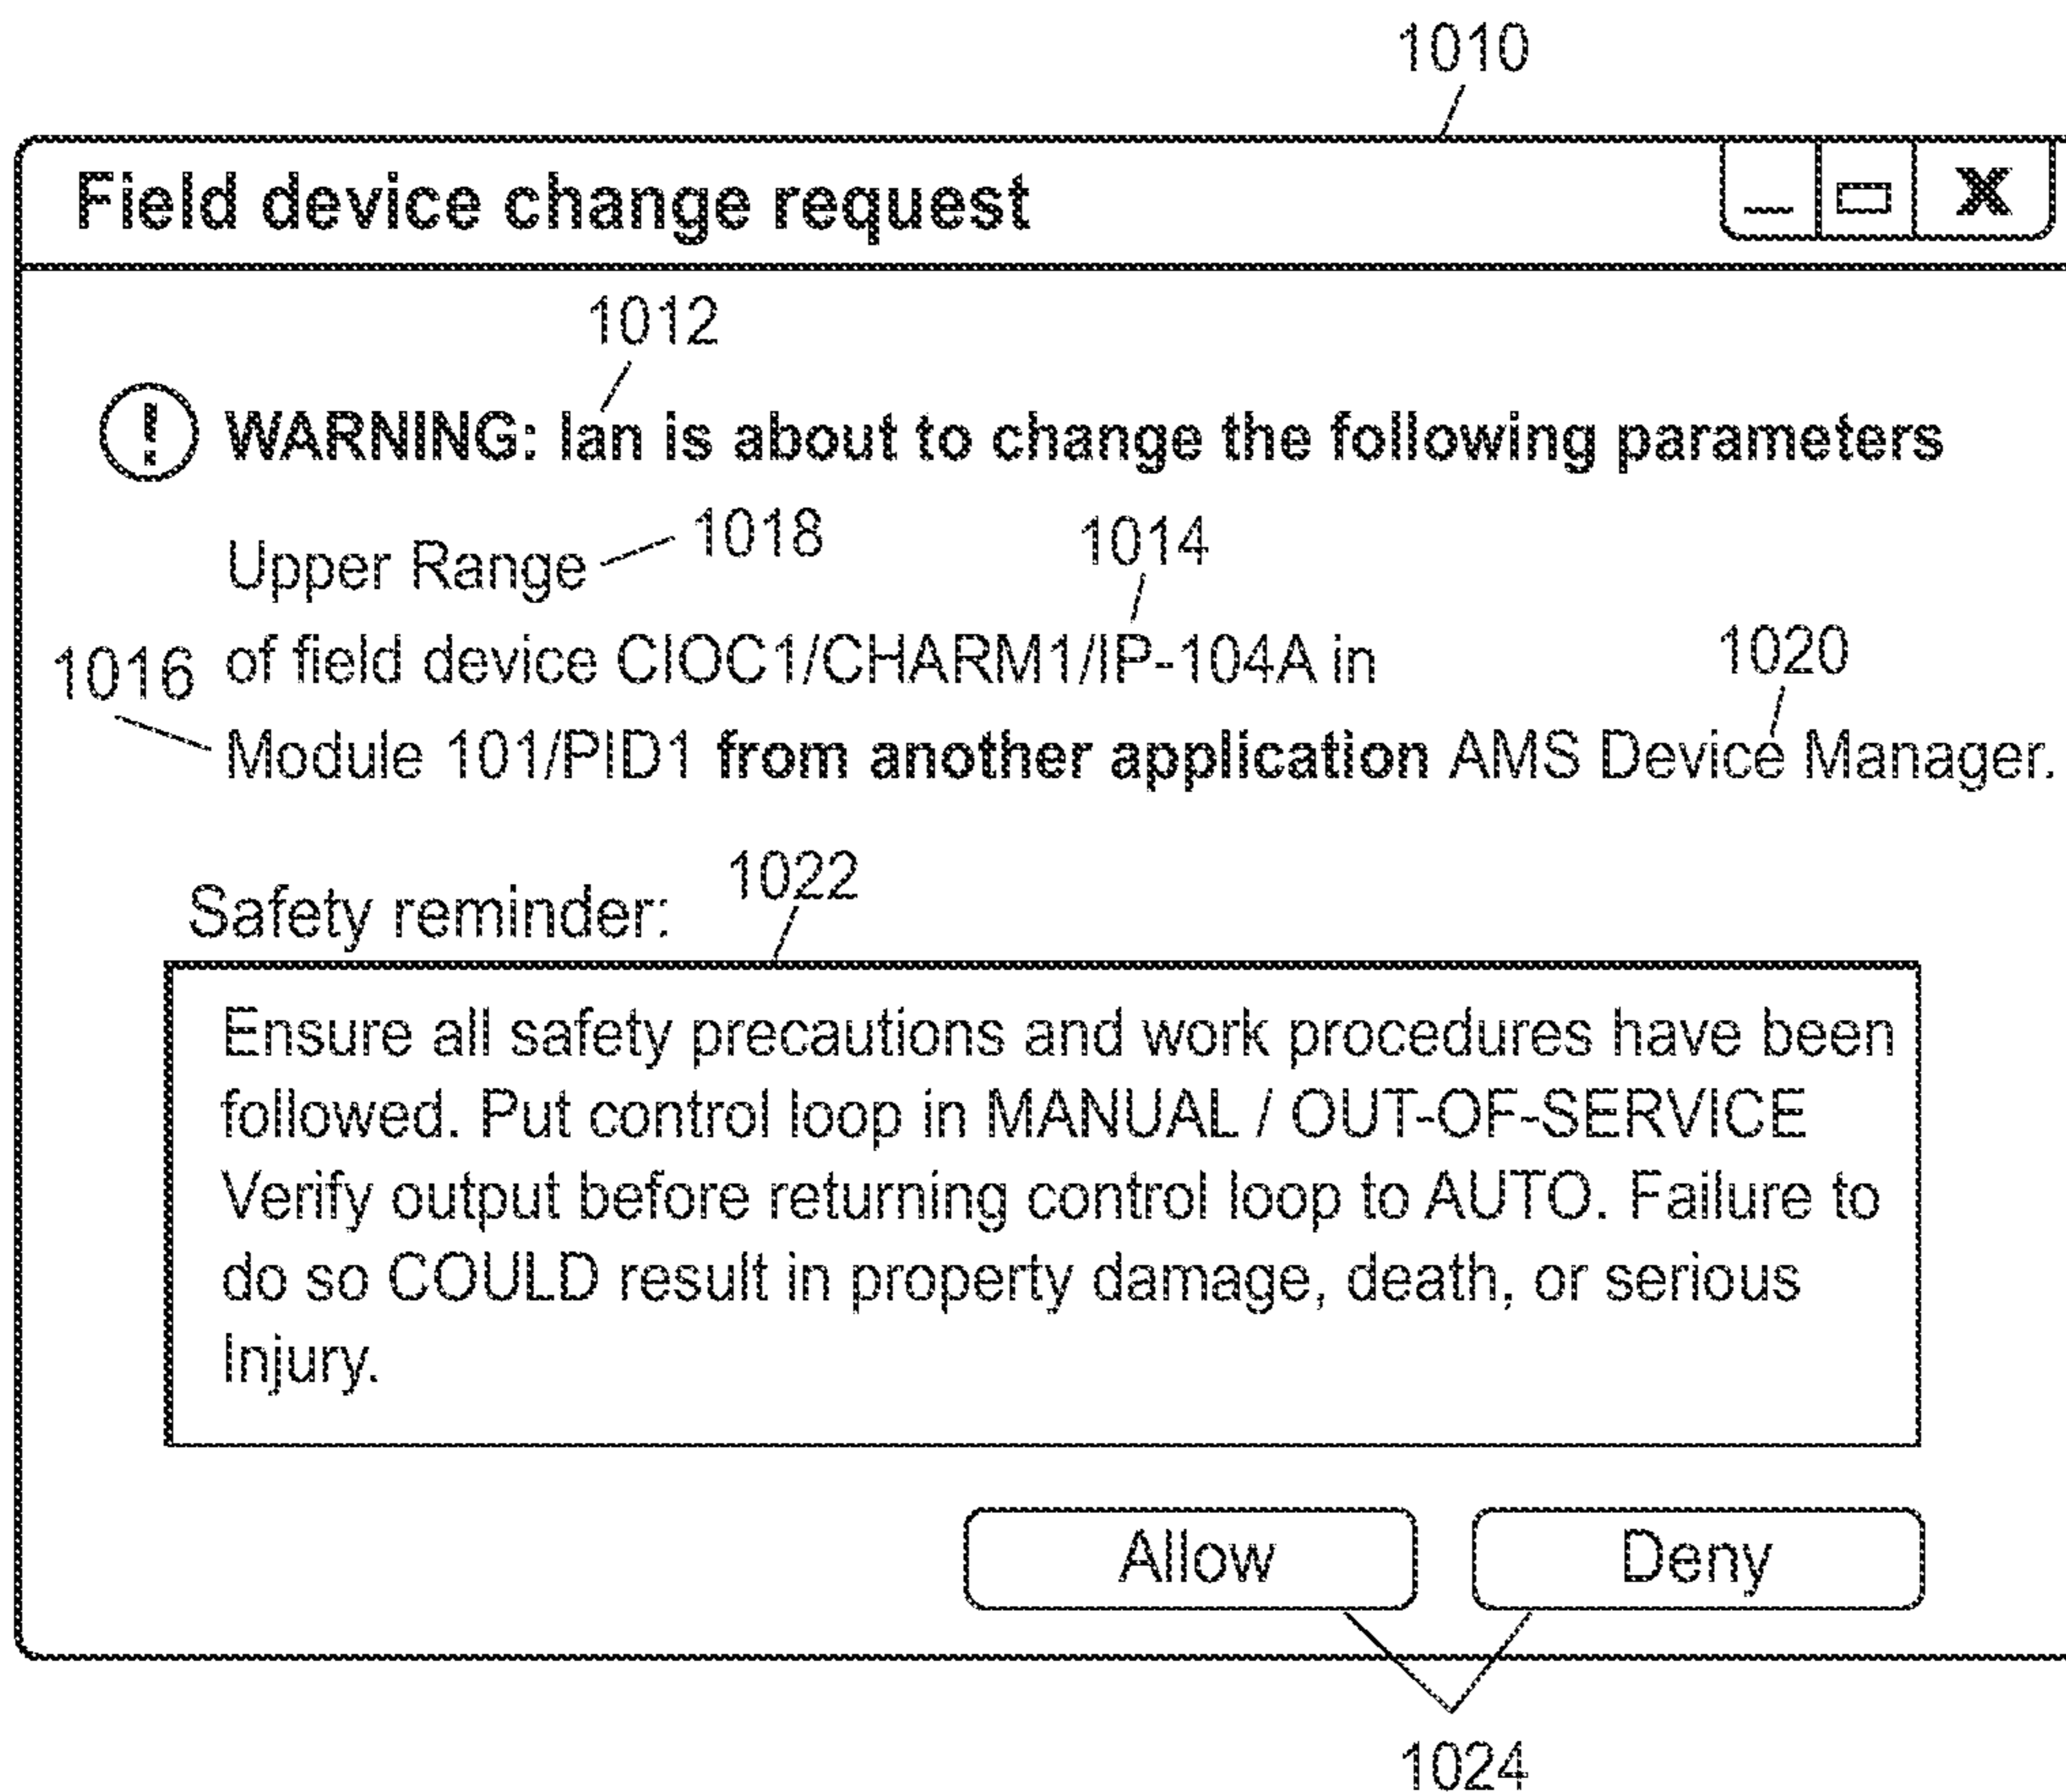 1010
Field device change request
1012
WARNING: Ian is about to change the following parameters
Upper Range 1018 1014
1016 of field device CIOC1/CHARM1/IP-104A in 1020
Module 101/PID1 from another application AMS Device Manager.
Safety reminder: 1022
Ensure all safety precautions and work procedures have been
followed. Put control loop in MANUAL / OUT-OF-SERVICE
Verify output before returning control loop to AUTO. Failure to
do so COULD result in property damage, death, or serious
Injury.
Allow Deny
1024